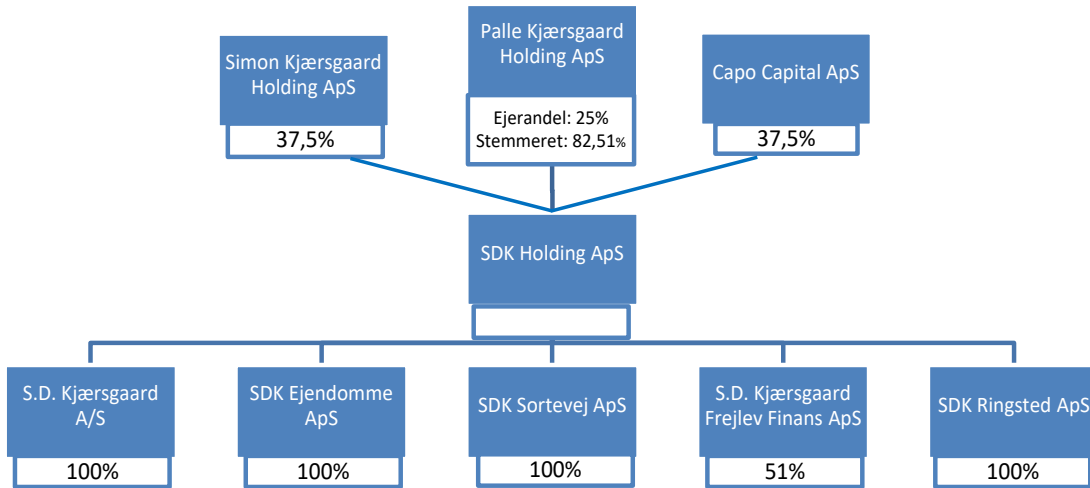 Simon Kjærsgaard
Holding ApS
37,5%
Palle Kjærsgaard
Holding ApS
Ejerandel: 25%
Stemmeret: 82,51%
Capo Capital ApS
37,5%
SDK Holding ApS
S.D. Kjærsgaard
A/S
100%
SDK Ejendomme
ApS
100%
SDK Sortevej ApS
100%
S.D. Kjærsgaard
Frejlev Finans ApS
51%
SDK Ringsted ApS
100%